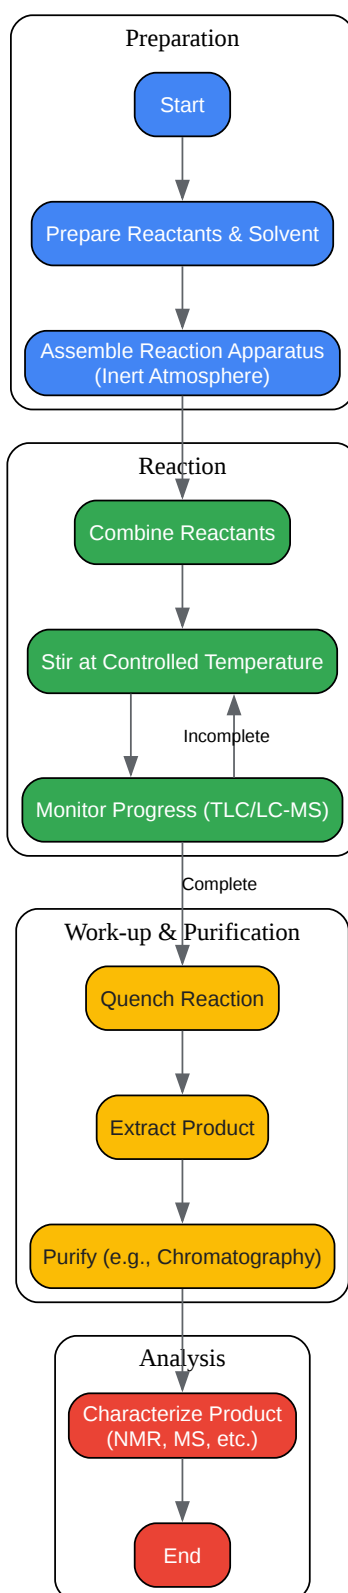 Preparation
Start
Prepare Reactants & Solvent
Assemble Reaction Apparatus
(Inert Atmosphere)
Reaction
Combine Reactants
Stir at Controlled Temperature
Incomplete
Monitor Progress (TLC/LC-MS)
Complete
Work-up & Purification
Quench Reaction
Extract Product
Purify (e.g., Chromatography)
Analysis
Characterize Product
(NMR, MS, etc.)
End